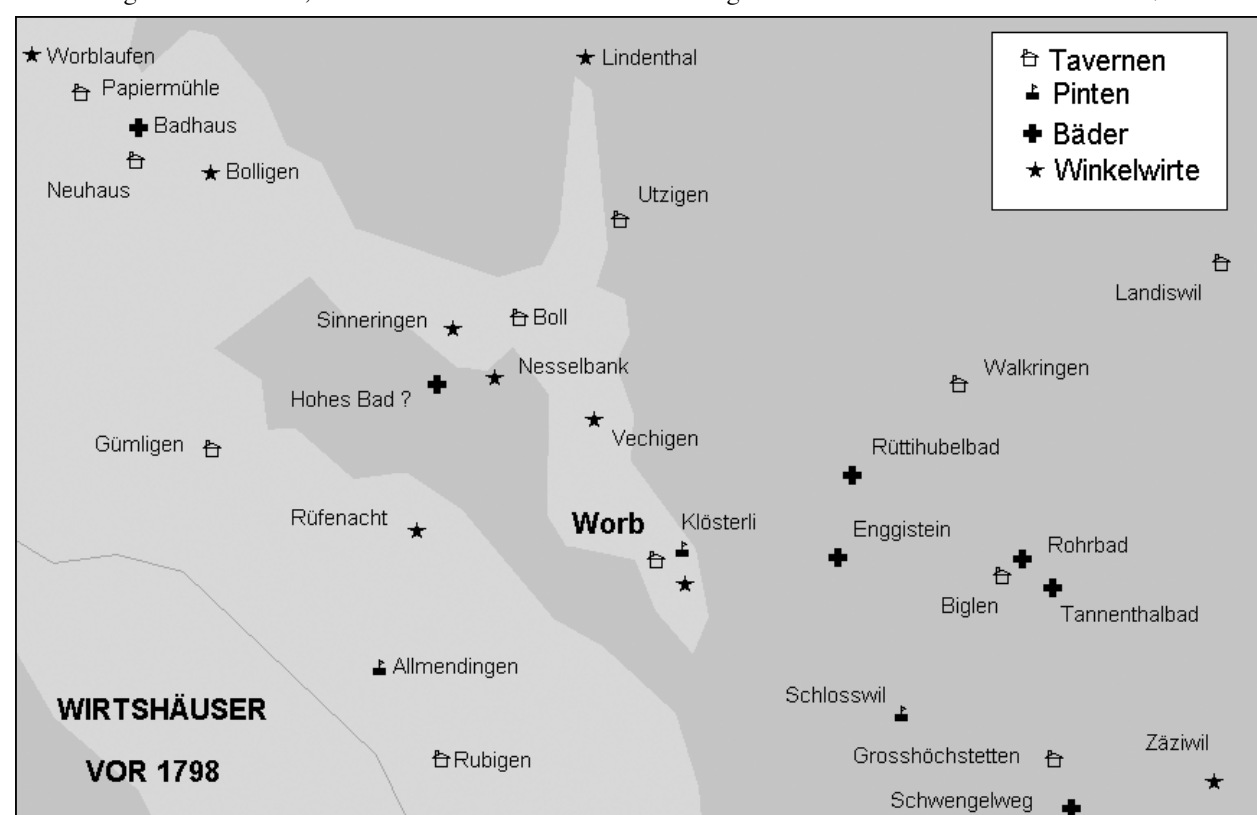 Worblaufen
Lindenthal
Tavernen
Papiermühle
Pinten
Badhaus
Bäder
Bolligen
Winkelwirte
Neuhaus
Utzigen
Landiswil
Sinneringen
Boll
Nesselbank
Walkringen
Hohes Bad ?
Gümligen
Vechigen
Rüttihubelbad
Rüfenacht
Worb
Klösterli
Enggistein
Rohrbad
Biglen
Tannenthalbad
Allmendingen
Schlosswil
WIRTSHÄUSER
VOR 1798
Rubigen
Grosshöchstetten
Zäziwil
Schwengelweg